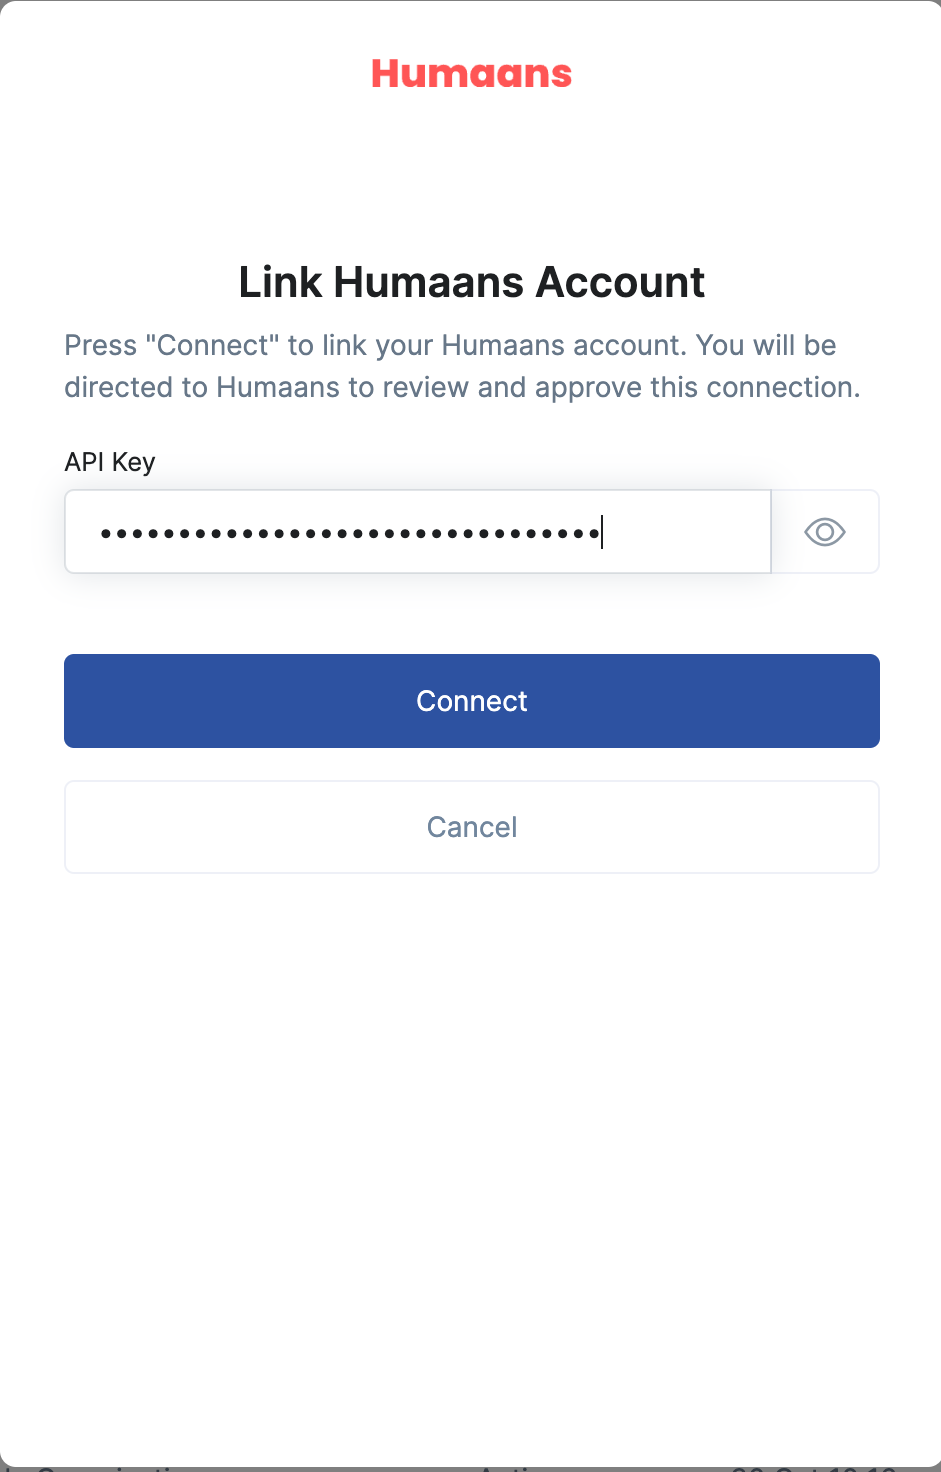 Humaans
Link Humaans Account
Press "Connect" to link your Humaans account. You will be
directed to Humaans to review and approve this connection.
API Key
••••••••••••••••••••••••••••••••
Connect
Cancel